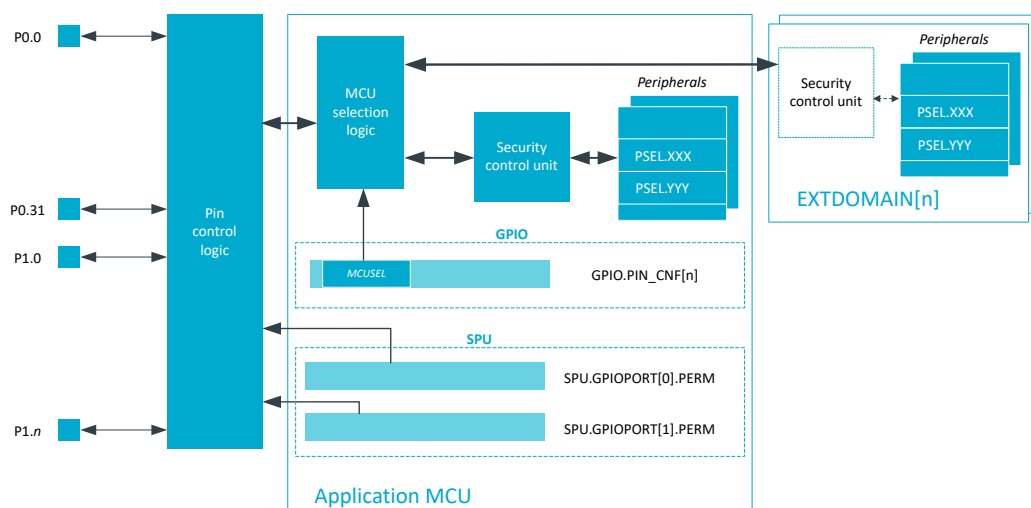 P0.0
P0.31
P1.0
P1.n
Pin
control
logic
MCU
selection
logic
Security
control unit
Peripherals
PSEL.XXX
PSEL.YYY
GPIO
MCUSEL
GPIO.PIN_CNF[n]
SPU
SPU.GPIOPORT[0].PERM
SPU.GPIOPORT[1].PERM
Application MCU
Peripherals
Security
control unit
PSEL.XXX
PSEL.YYY
EXTDOMAIN[n]